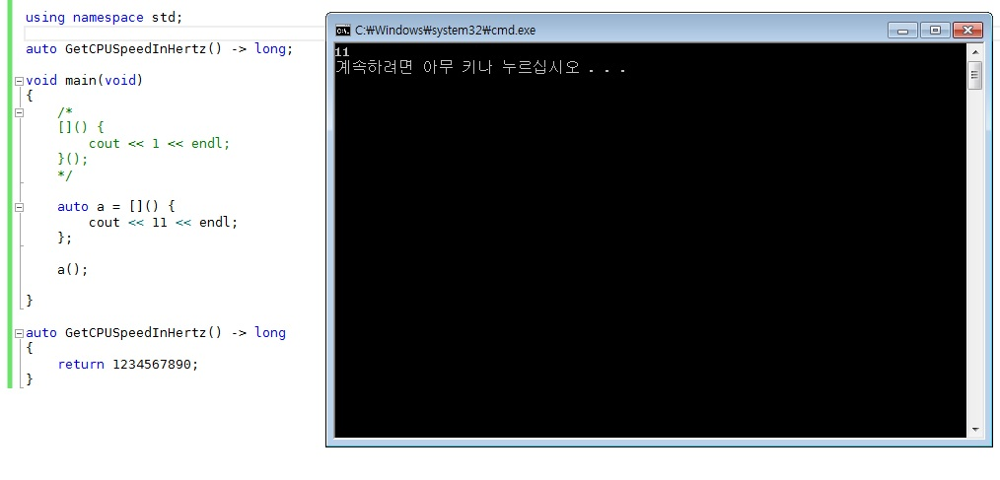 using namespace std;
auto GetCPUSpeedInHertz() -> long;
void main(void)
{
/*
[]() {
cout << 1 << endl;
}();
*/
auto a = []() {
cout << 11 << endl;
};
a();
}
auto GetCPUSpeedInHertz() -> long
{
return 1234567890;
}
C:\Windows\system32\cmd.exe
11
계속하려면 아무 키나 누르십시오 . . .